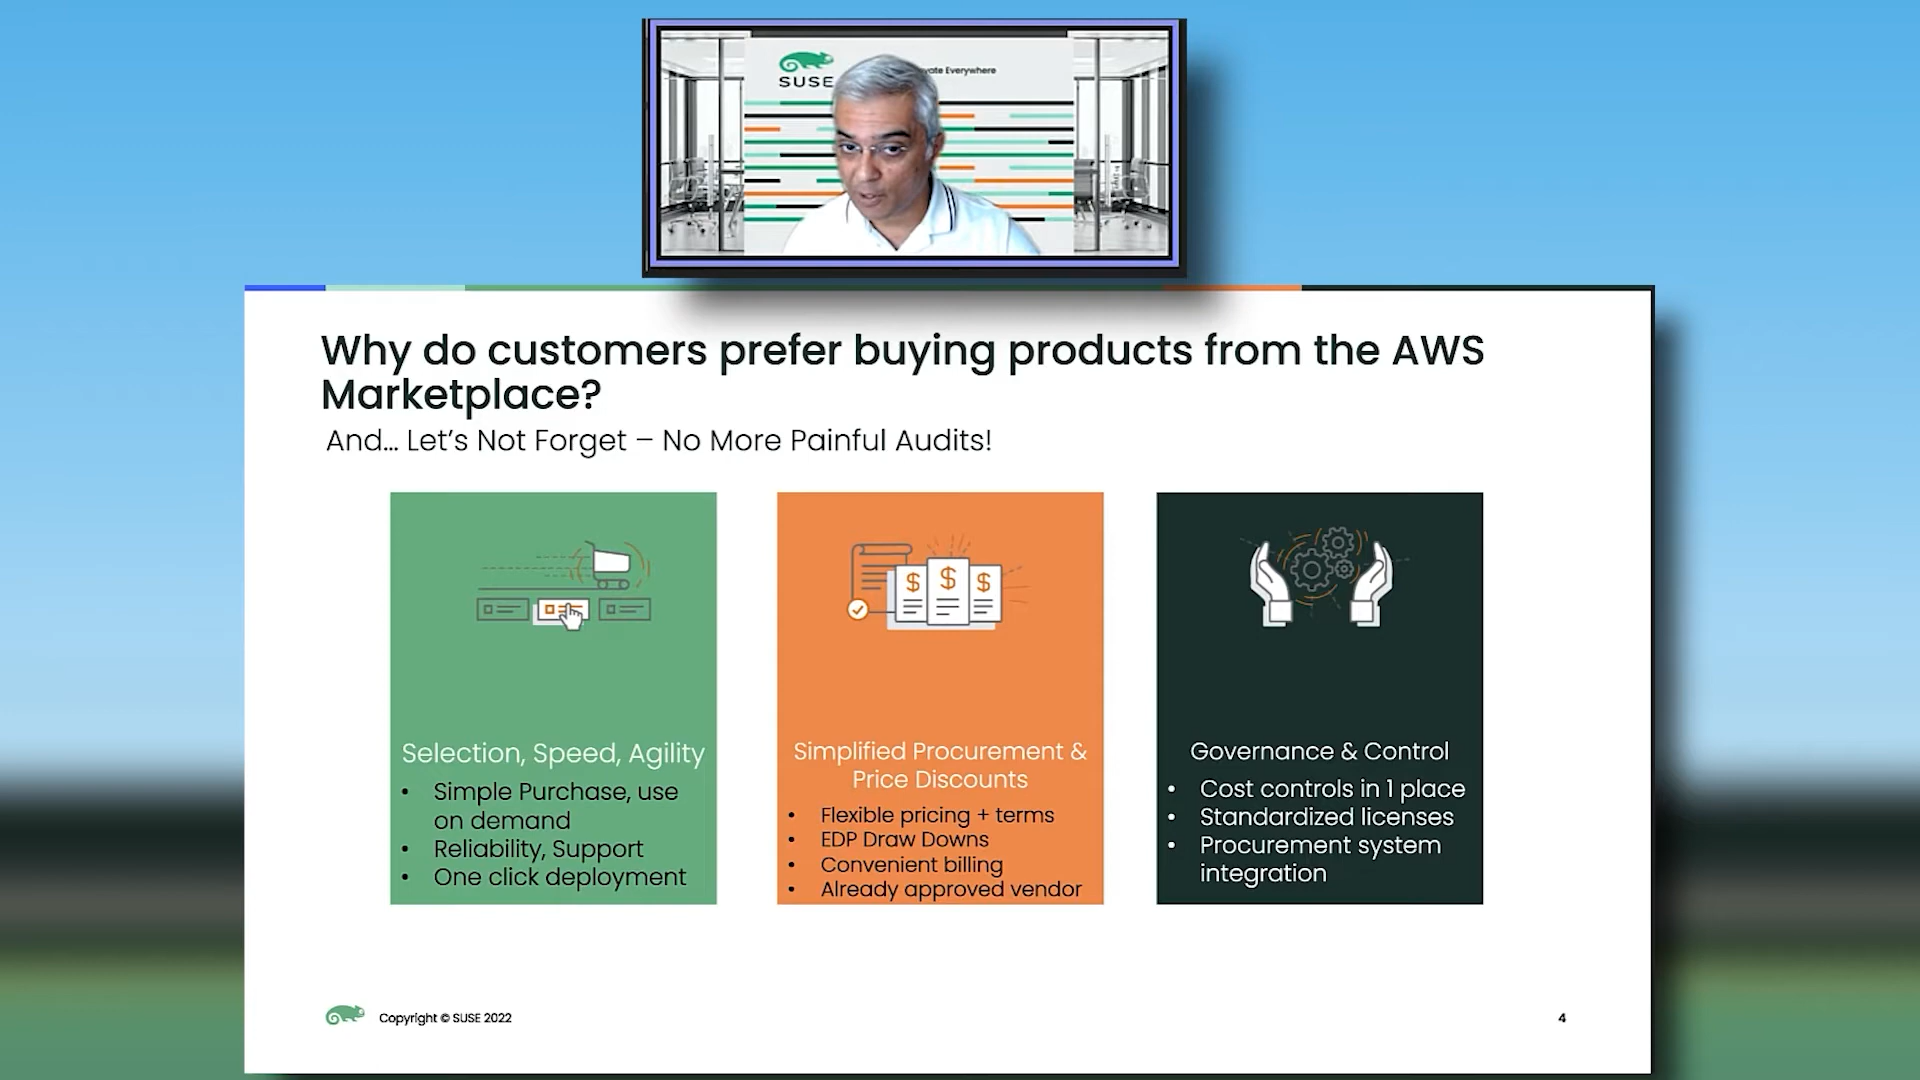 SUSE
vate Everywhere
Why do customers prefer buying products from the AWS
Marketplace?
And... Let's Not Forget – No More Painful Audits!
Selection, Speed, Agility
• Simple Purchase, use
on demand
• Reliability, Support
• One click deployment
$ $ $
Simplified Procurement &
Price Discounts
• Flexible pricing + terms
• EDP Draw Downs
• Convenient billing
• Already approved vendor
Governance & Control
• Cost controls in 1 place
• Standardized licenses
• Procurement system
integration
Copyright © SUSE 2022
4